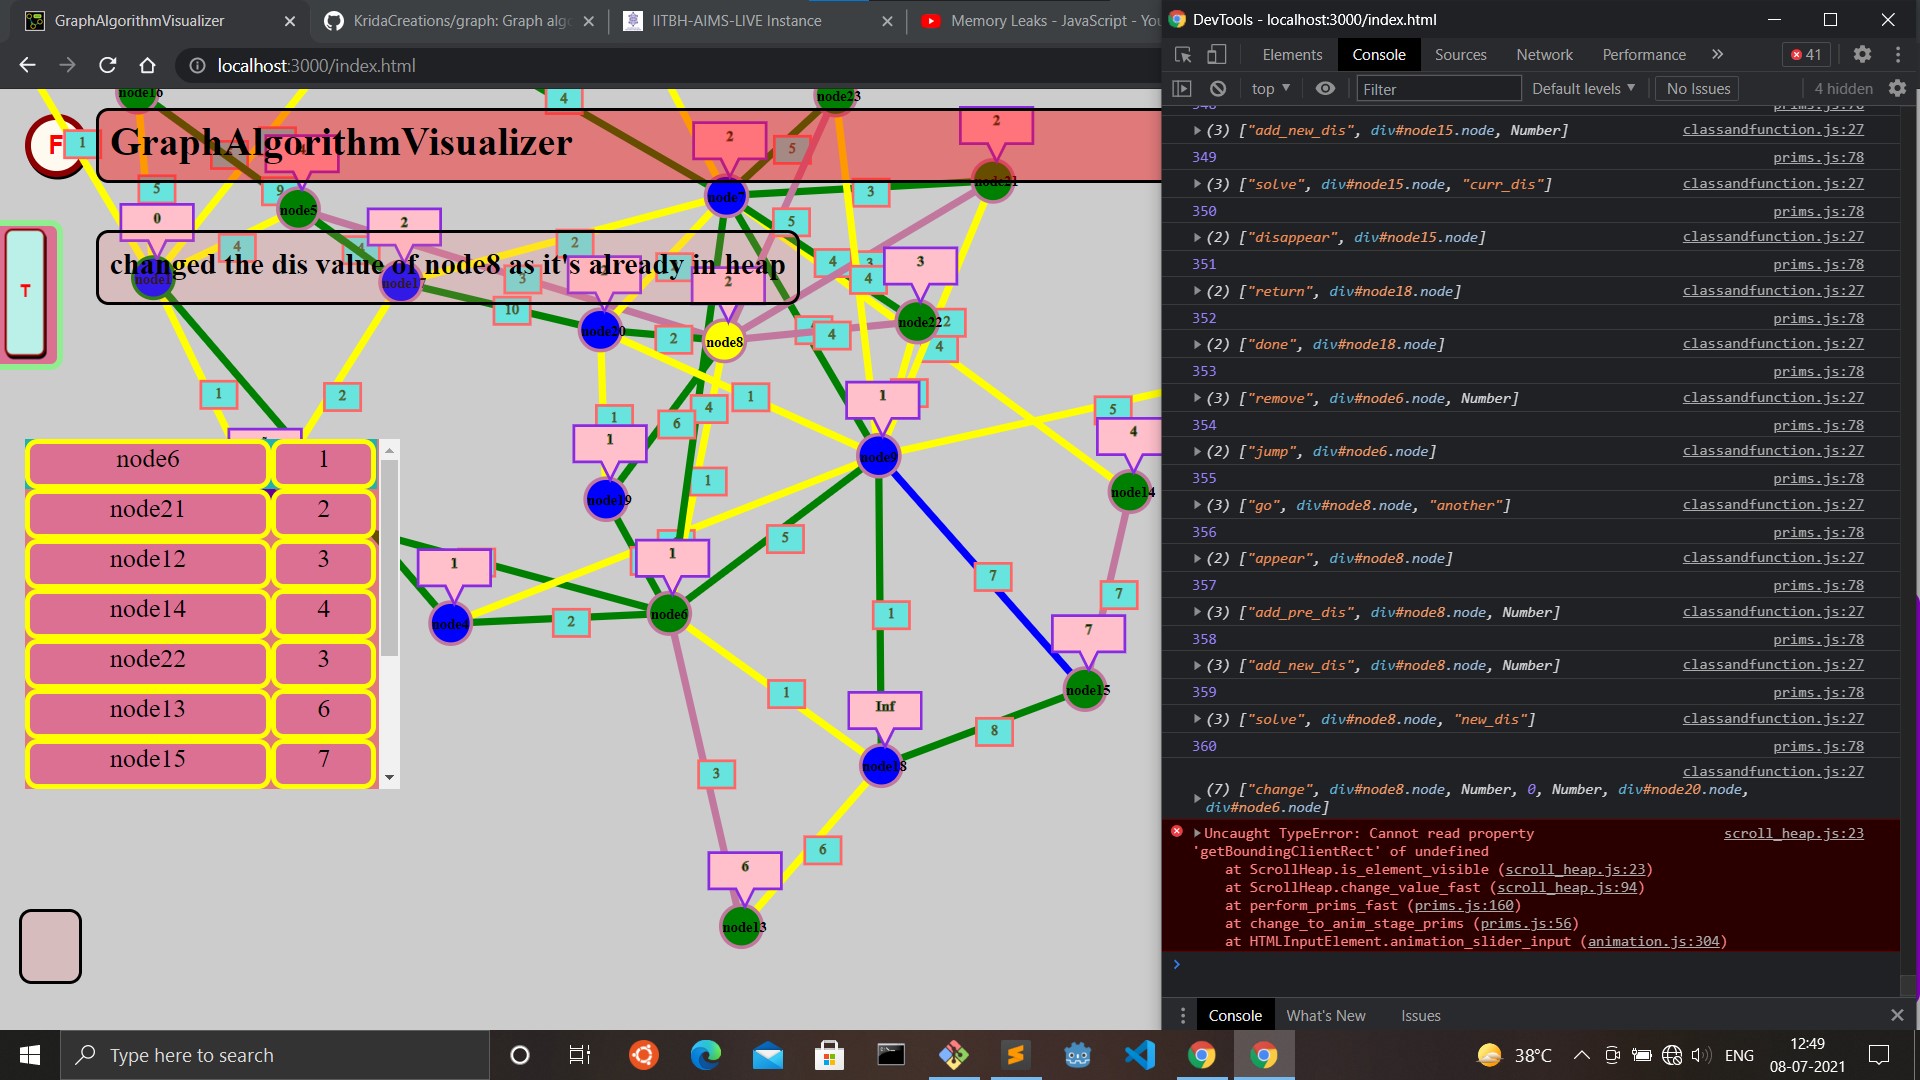 GraphAlgorithmVisualizer
KridaCreations/graph: Graph algo
IITBH-AIMS-LIVE Instance
Memory Leaks - JavaScript - You
localhost:3000/index.html
F
GraphAlgorithmVisualizer
changed the dis value of node8 as it's already in heap
T
node16
node23
node5
node7
node21
node1
node17
node20
node8
node22
node9
node19
node14
node4
node6
node15
node18
node13
4
1
2
5
2
5
9
3
0
2
5
4
4
2
4
3
4
3
3
2
10
2
4
2
4
1
2
1
4
6
1
1
5
1
4
1
5
1
1
2
7
7
1
7
1
Inf
8
3
6
6
node6 1
node21 2
node12 3
node14 4
node22 3
node13 6
node15 7
DevTools - localhost:3000/index.html
Elements Console Sources Network Performance » 41
top Filter Default levels No Issues 4 hidden
348 prims.js:78
(3) ["add_new_dis", div#node15.node, Number] classandfunction.js:27
349 prims.js:78
(3) ["solve", div#node15.node, "curr_dis"] classandfunction.js:27
350 prims.js:78
(2) ["disappear", div#node15.node] classandfunction.js:27
351 prims.js:78
(2) ["return", div#node18.node] classandfunction.js:27
352 prims.js:78
(2) ["done", div#node18.node] classandfunction.js:27
353 prims.js:78
(3) ["remove", div#node6.node, Number] classandfunction.js:27
354 prims.js:78
(2) ["jump", div#node6.node] classandfunction.js:27
355 prims.js:78
(3) ["go", div#node8.node, "another"] classandfunction.js:27
356 prims.js:78
(2) ["appear", div#node8.node] classandfunction.js:27
357 prims.js:78
(3) ["add_pre_dis", div#node8.node, Number] classandfunction.js:27
358 prims.js:78
(3) ["add_new_dis", div#node8.node, Number] classandfunction.js:27
359 prims.js:78
(3) ["solve", div#node8.node, "new_dis"] classandfunction.js:27
360 prims.js:78
classandfunction.js:27
(7) ["change", div#node8.node, Number, 0, Number, div#node20.node,
div#node6.node]
Uncaught TypeError: Cannot read property scroll_heap.js:23
'getBoundingClientRect' of undefined
at ScrollHeap.is_element_visible (scroll_heap.js:23)
at ScrollHeap.change_value_fast (scroll_heap.js:94)
at perform_prims_fast (prims.js:160)
at change_to_anim_stage_prims (prims.js:56)
at HTMLInputElement.animation_slider_input (animation.js:304)
Console What's New Issues
Type here to search
38°C
ENG
12:49
08-07-2021